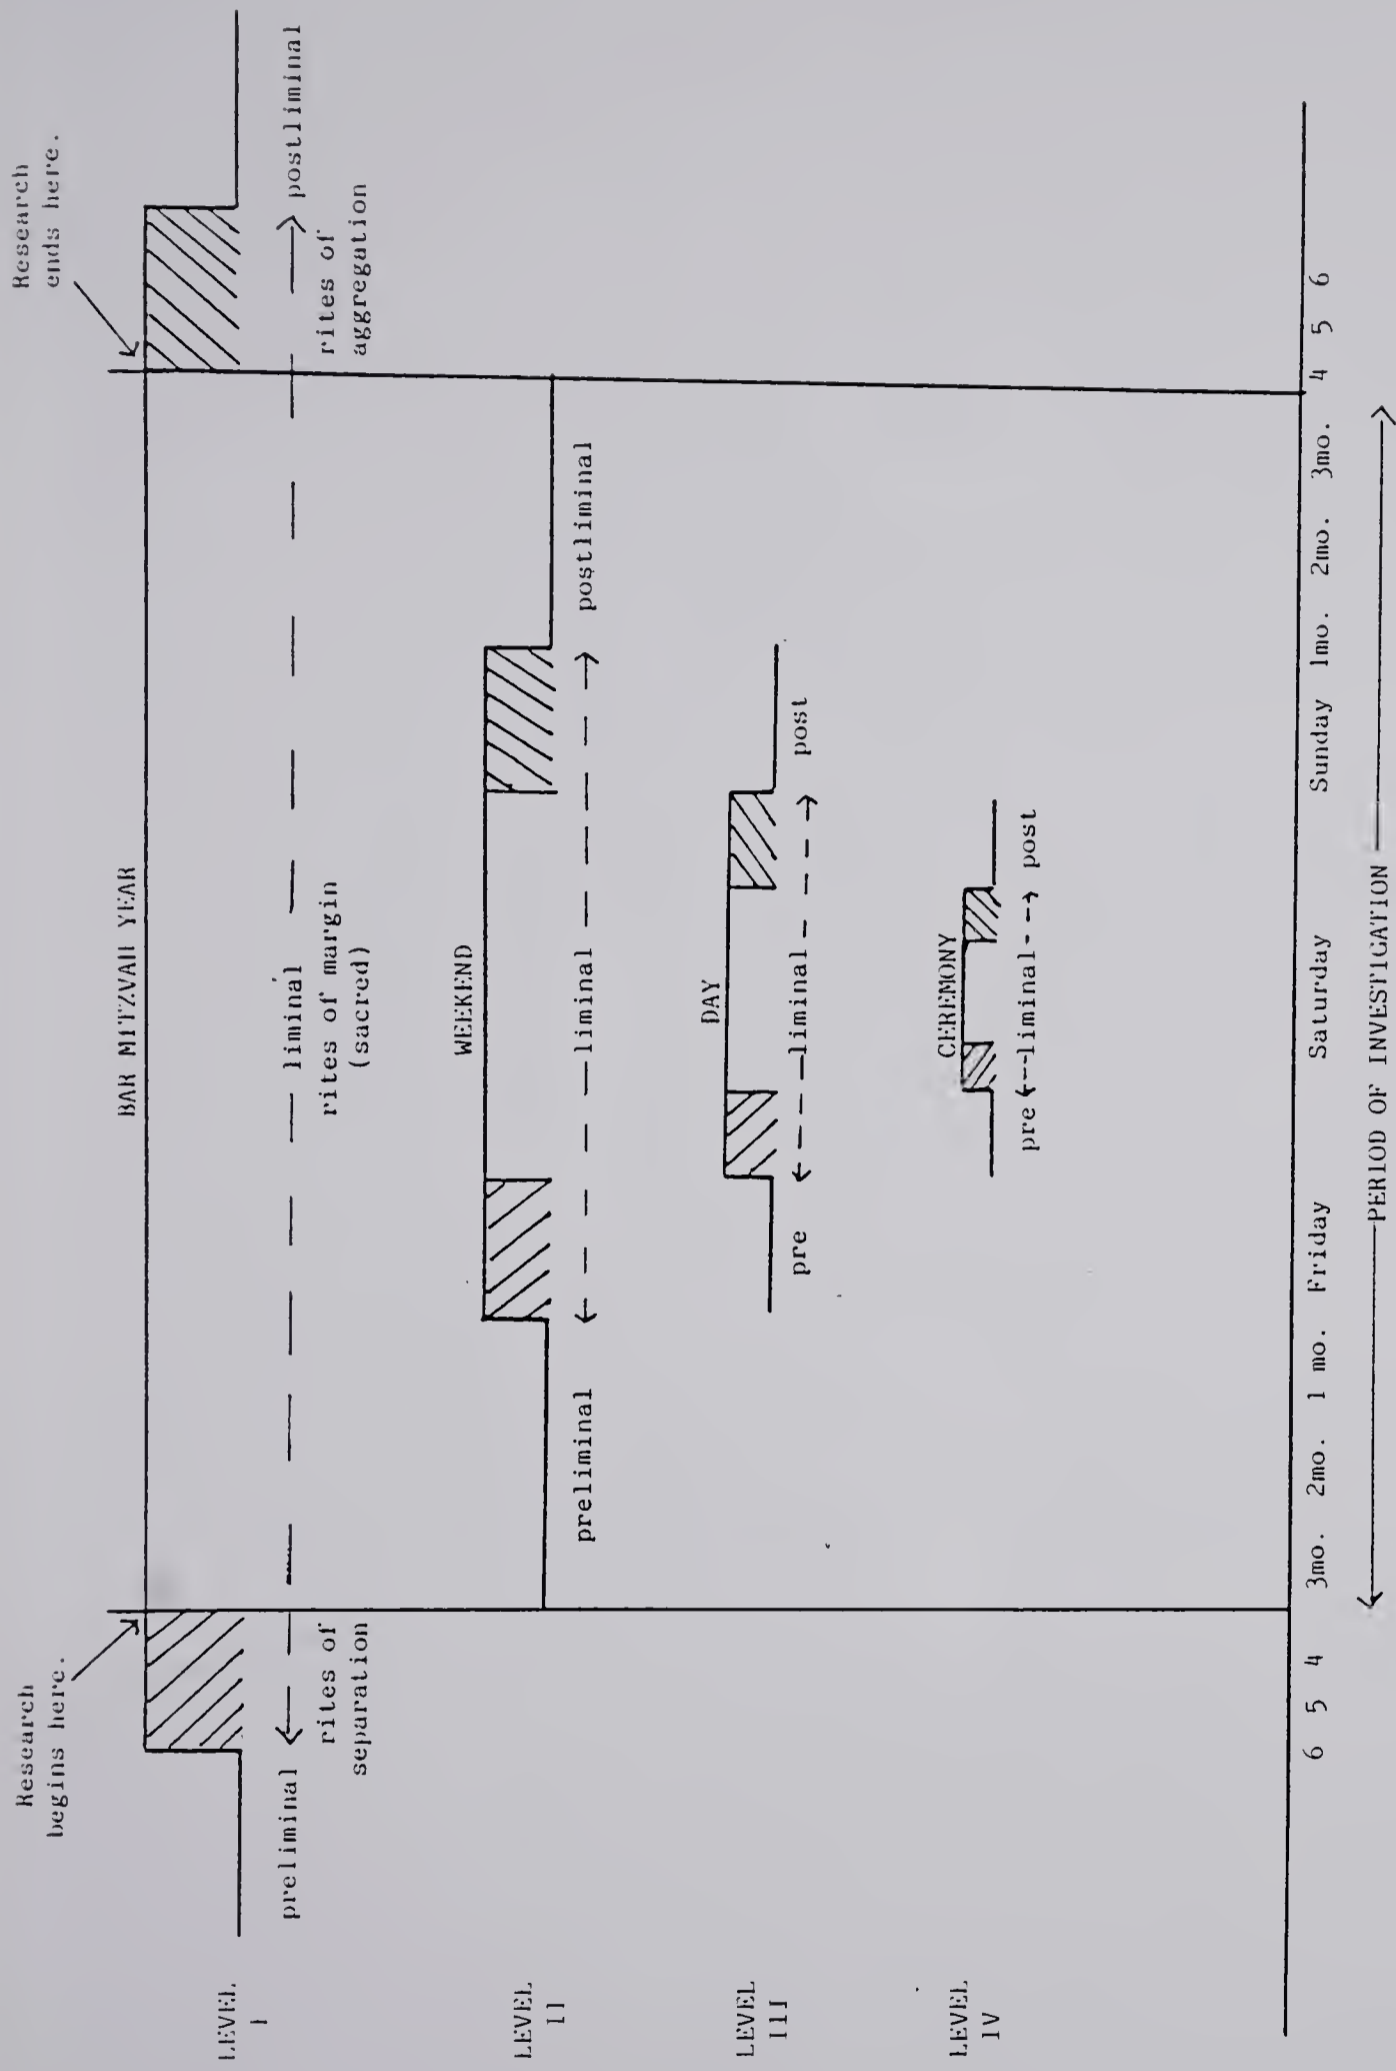 Research
begins here.
Research
ends here.
BAR MITZVAH YEAR
LEVEL
I
preliminal
liminal
postliminal
rites of
separation
rites of margin
(sacred)
rites of
aggregation
WEEKEND
LEVEL
II
preliminal
liminal
postliminal
DAY
LEVEL
III
pre
liminal
post
CEREMONY
LEVEL
IV
pre
liminal
post
6 5 4 3mo. 2mo. 1 mo. Friday Saturday Sunday 1mo. 2mo. 3mo. 4 5 6
PERIOD OF INVESTIGATION